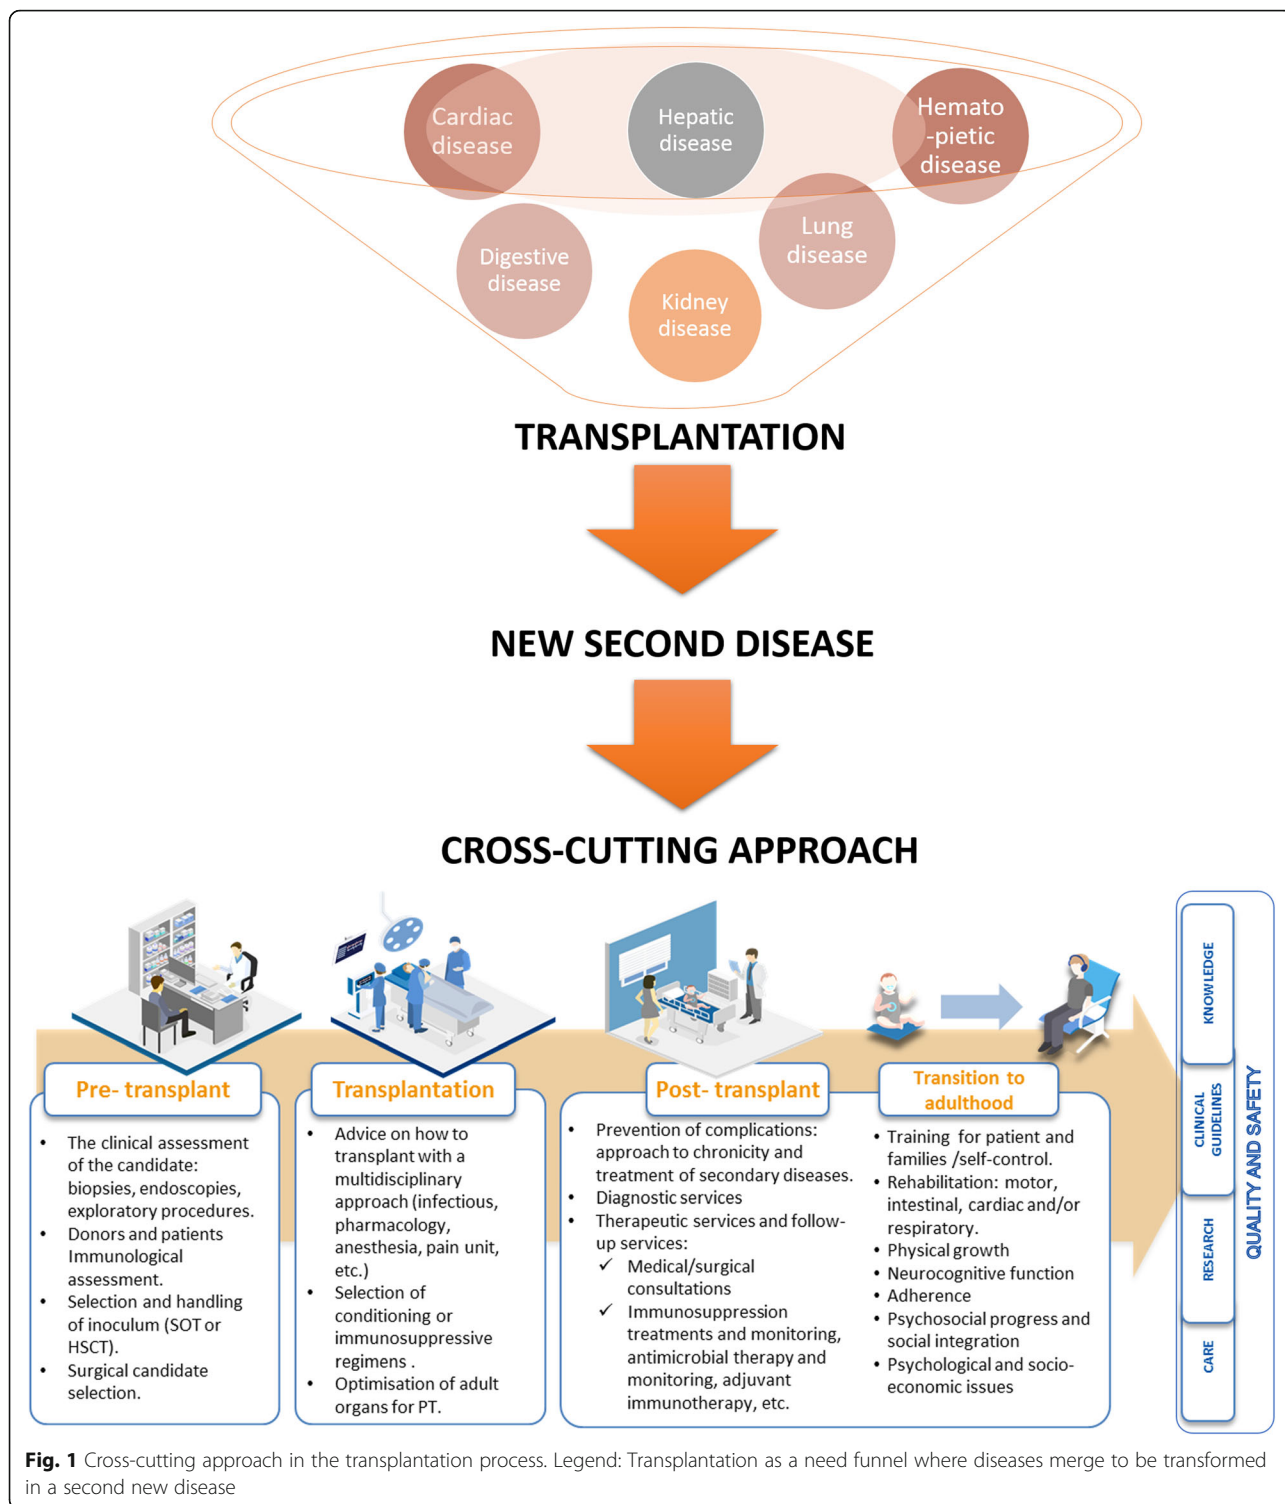 Cardiac
disease
Hepatic
disease
Hemato
-pietic
disease
Digestive
disease
Lung
disease
Kidney
disease
TRANSPLANTATION
NEW SECOND DISEASE
CROSS-CUTTING APPROACH
Pre- transplant
• The clinical assessment
of the candidate:
biopsies, endoscopies,
exploratory procedures.
• Donors and patients
Immunological
assessment.
• Selection and handling
of inoculum (SOT or
HSCT).
• Surgical candidate
selection.
Transplantation
• Advice on how to
transplant with a
multidisciplinary
approach (infectious,
pharmacology,
anesthesia, pain unit,
etc.)
• Selection of
conditioning or
immunosuppressive
regimens .
• Optimisation of adult
organs for PT.
Post- transplant
• Prevention of complications:
approach to chronicity and
treatment of secondary diseases.
• Diagnostic services
• Therapeutic services and follow-
up services:
✓ Medical/surgical
consultations
✓ Immunosuppression
treatments and monitoring,
antimicrobial therapy and
monitoring, adjuvant
immunotherapy, etc.
Transition to
adulthood
• Training for patient and
families /self-control.
• Rehabilitation: motor,
intestinal, cardiac and/or
respiratory.
• Physical growth
• Neurocognitive function
• Adherence
• Psychosocial progress and
social integration
• Psychological and socio-
economic issues
KNOWLEDGE
CLINICAL
GUIDELINES
RESEARCH
CARE
QUALITY AND SAFETY
Fig. 1 Cross-cutting approach in the transplantation process. Legend: Transplantation as a need funnel where diseases merge to be transformed
in a second new disease